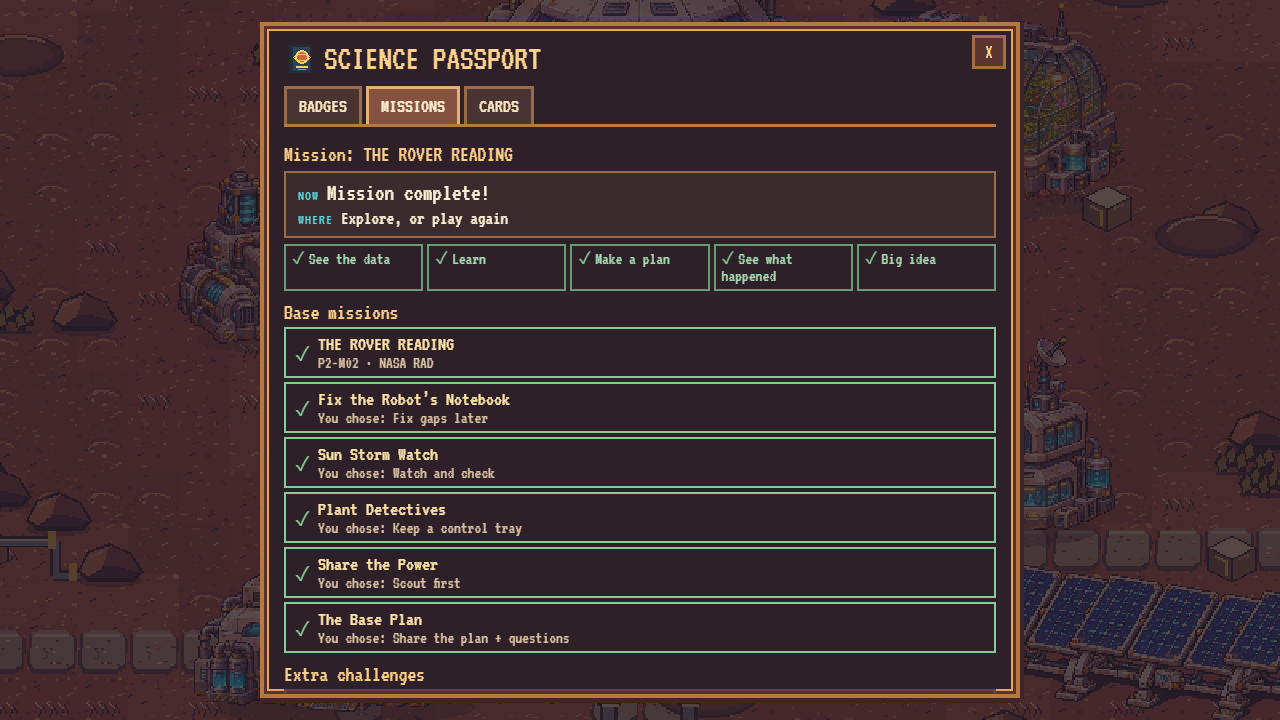 SCIENCE PASSPORT
X
BADGES
MISSIONS
CARDS
Mission: THE ROVER READING
NOW Mission complete!
WHERE Explore, or play again
✓ See the data
✓ Learn
✓ Make a plan
✓ See what
happened
✓ Big idea
Base missions
✓ THE ROVER READING
P2-M02 · NASA RAD
✓ Fix the Robot's Notebook
You chose: Fix gaps later
✓ Sun Storm Watch
You chose: Watch and check
✓ Plant Detectives
You chose: Keep a control tray
✓ Share the Power
You chose: Scout first
✓ The Base Plan
You chose: Share the plan + questions
Extra challenges